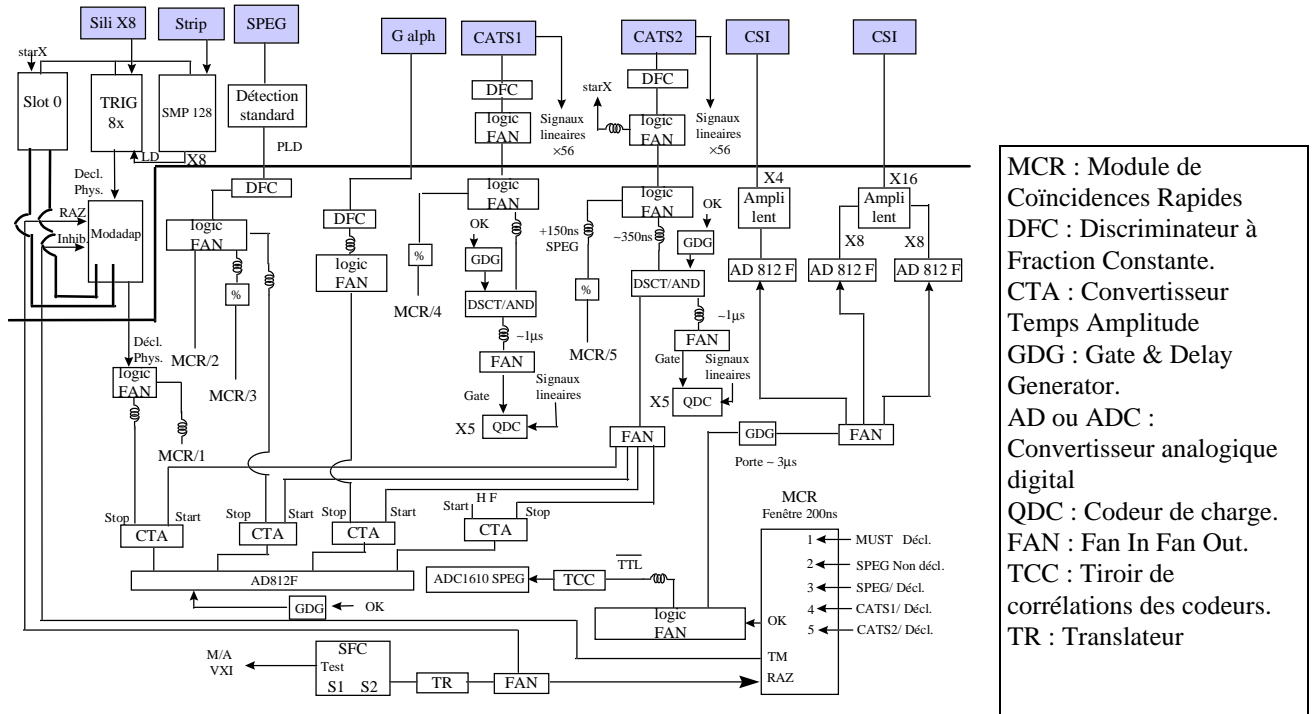 Sili X8
Strip
SPEG
G alph
CATS1
CATS2
CSI
CSI
starX
Slot 0
TRIG
8x
SMP 128
Détection
standard
DFC
logic
FAN
Signaux
lineaires
×56
starX
DFC
logic
FAN
Signaux
lineaires
×56
LD
X8
PLD
Decl.
Phys.
RAZ
Inhib.
Modadap
DFC
logic
FAN
%
MCR/2
MCR/3
DFC
logic
FAN
logic
FAN
%
MCR/4
OK
GDG
DSCT/AND
~1µs
FAN
Gate
Signaux
lineaires
X5
QDC
logic
FAN
+150ns
SPEG
~350ns
%
MCR/5
OK
GDG
DSCT/AND
~1µs
FAN
Gate
Signaux
lineaires
X5
QDC
X4
Ampli
lent
AD 812 F
X16
Ampli
lent
X8
X8
AD 812 F
AD 812 F
Décl.
Phys.
logic
FAN
MCR/1
FAN
GDG
FAN
Porte ~ 3µs
Stop
Start
CTA
Stop
Start
CTA
Stop
Start
CTA
Start
H F
Stop
CTA
AD812F
GDG
OK
ADC1610 SPEG
TCC
TTL
logic
FAN
MCR
Fenêtre 200ns
1
MUST Décl.
2
SPEG Non décl.
3
SPEG/ Décl.
4
CATS1/ Décl.
5
CATS2/ Décl.
OK
TM
RAZ
M/A
VXI
SFC
Test
S1 S2
TR
FAN
MCR : Module de
Coïncidences Rapides
DFC : Discriminateur à
Fraction Constante.
CTA : Convertisseur
Temps Amplitude
GDG : Gate & Delay
Generator.
AD ou ADC :
Convertisseur analogique
digital
QDC : Codeur de charge.
FAN : Fan In Fan Out.
TCC : Tiroir de
corrélations des codeurs.
TR : Translateur